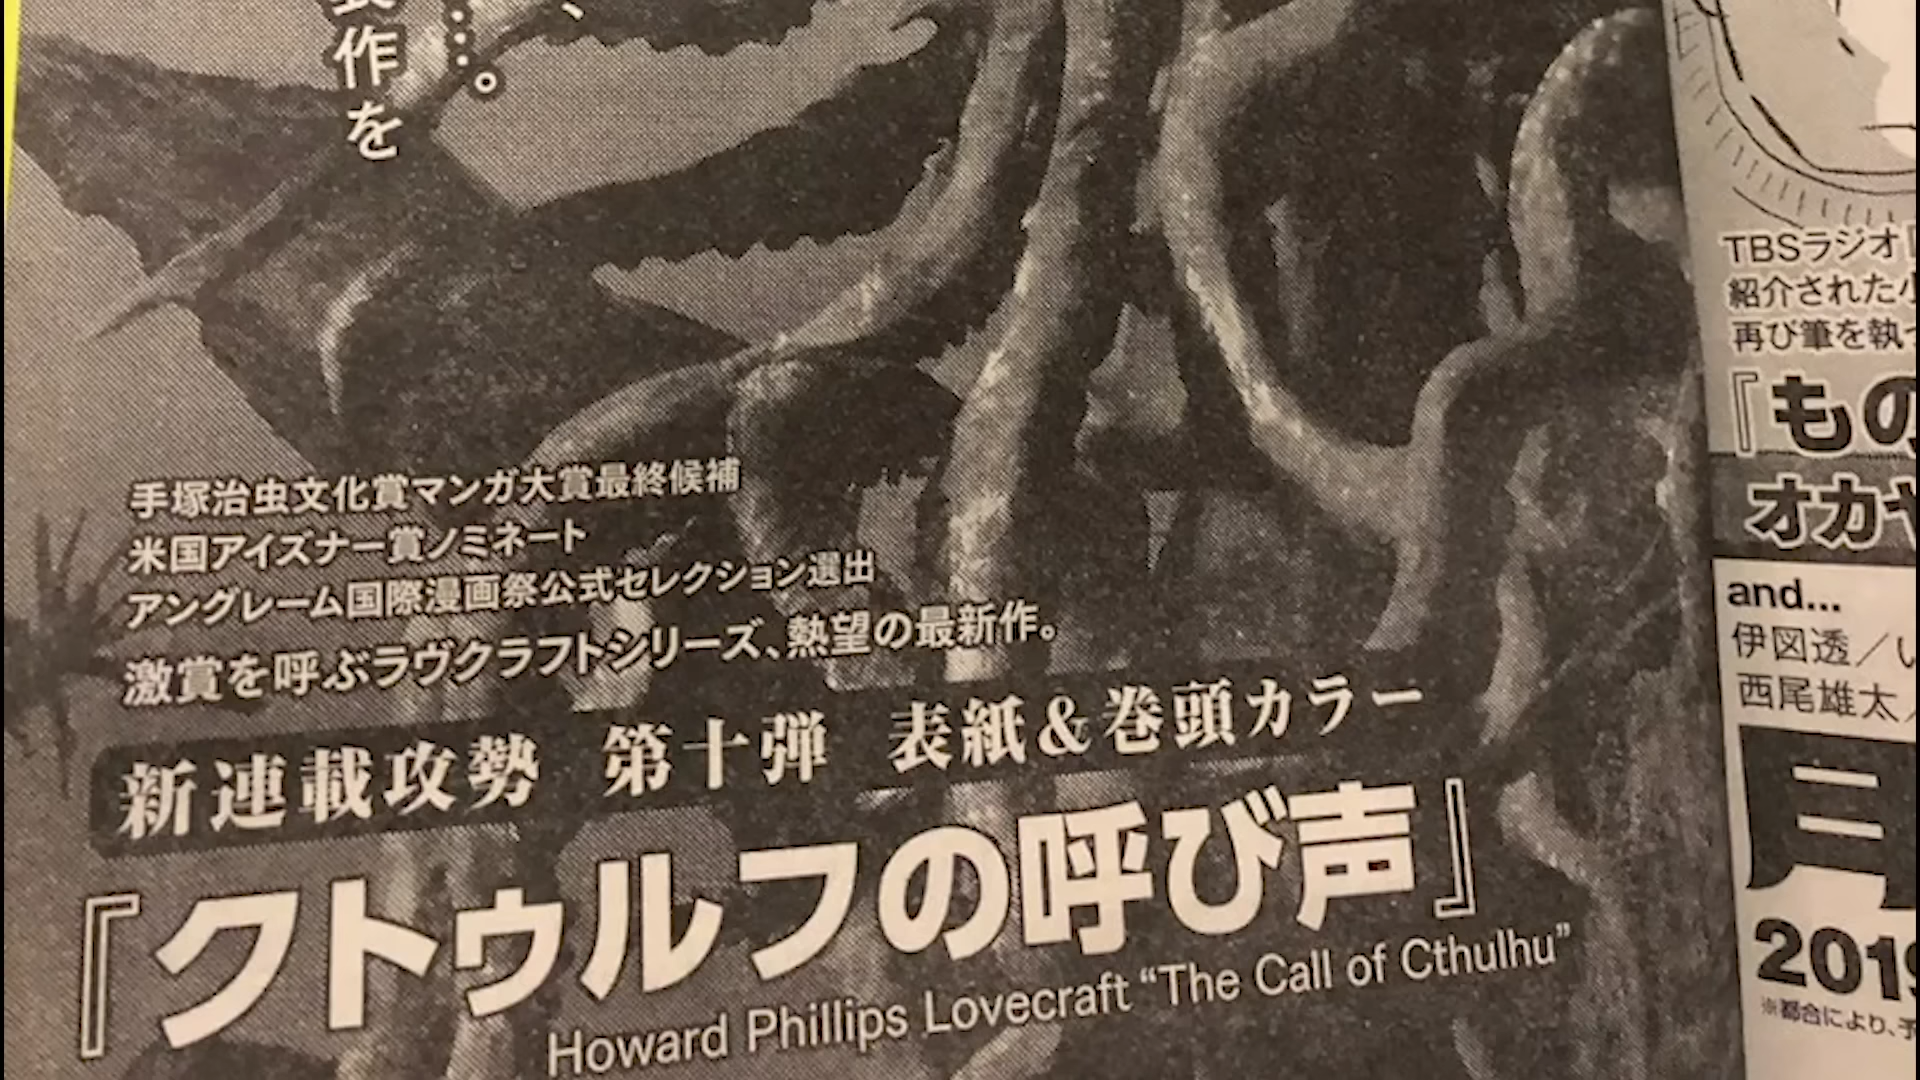 作を
……。
手塚治虫文化賞マンガ大賞最終候補
米国アイズナー賞ノミネート
アングレーム国際漫画祭公式セレクション選出
激賞を呼ぶラヴクラフトシリーズ、熱望の最新作。
新連載攻勢 第十弾 表紙&巻頭カラー
『クトゥルフの呼び声』
Howard Phillips Lovecraft “The Call of Cthulhu”
TBSラジオ
紹介された
再び筆を執
『もの
オカ
and...
伊図透／い
西尾雄太／
2019
※都合により、予